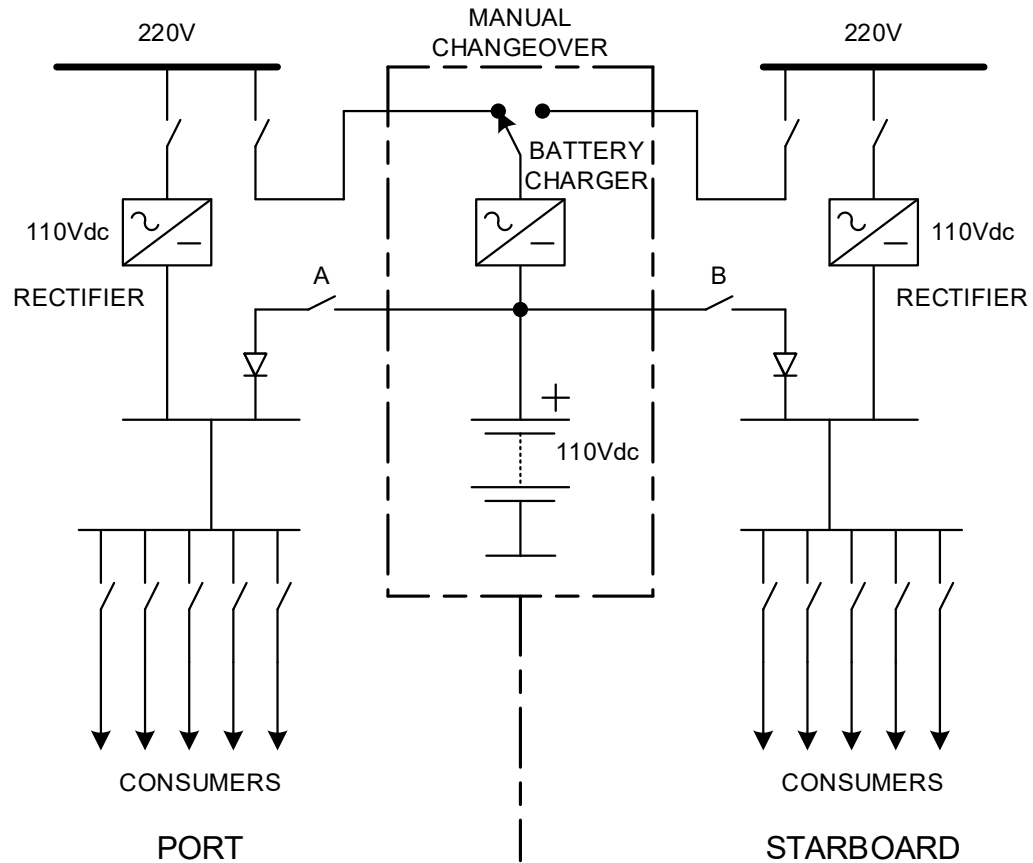 220V
MANUAL
CHANGEOVER
220V
BATTERY
CHARGER
110Vdc
110Vdc
RECTIFIER
A
B
RECTIFIER
+
110Vdc
CONSUMERS
CONSUMERS
PORT
STARBOARD